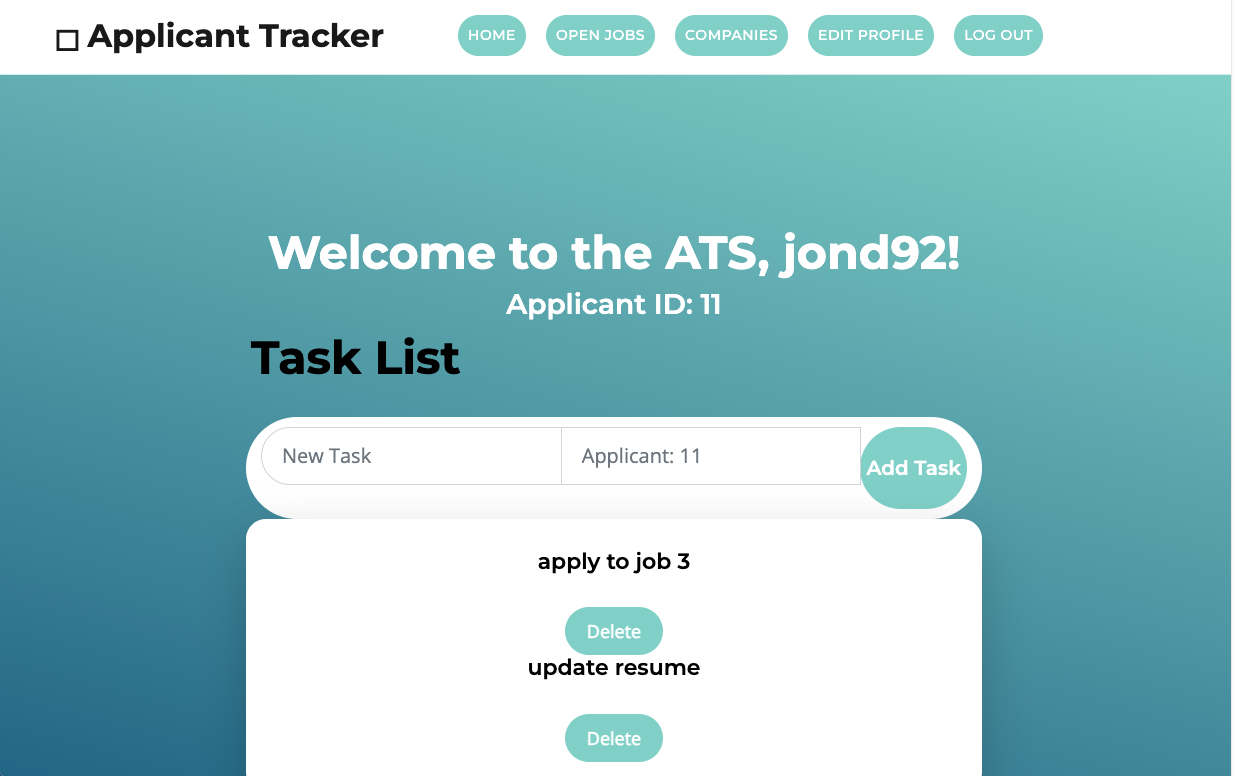 Applicant Tracker
HOME OPEN JOBS COMPANIES EDIT PROFILE LOG OUT
Welcome to the ATS, jond92!
Applicant ID: 11
Task List
New Task Applicant: 11 Add Task
apply to job 3
Delete
update resume
Delete